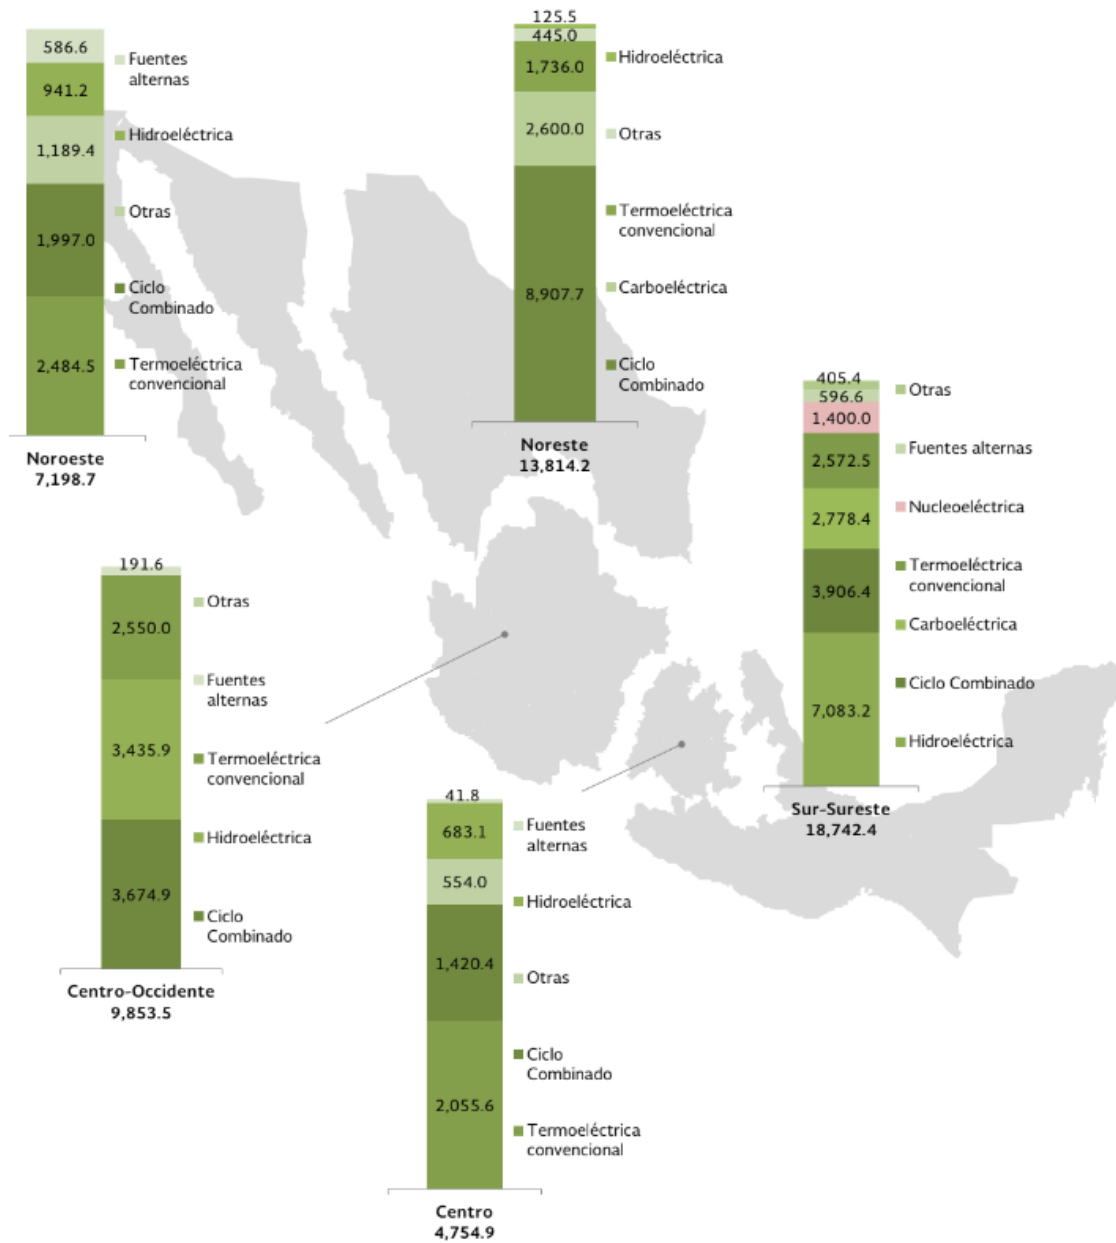 586.6
941.2
1,189.4
1,997.0
2,484.5
Fuentes
alternas
Hidroeléctrica
Otras
Ciclo
Combinado
Termoeléctrica
convencional
Noroeste
7,198.7
125.5
445.0
1,736.0
2,600.0
8,907.7
Hidroeléctrica
Otras
Termoeléctrica
convencional
Carboeléctrica
Ciclo
Combinado
Noreste
13,814.2
405.4
596.6
1,400.0
2,572.5
2,778.4
3,906.4
7,083.2
Otras
Fuentes alternas
Nucleoeléctrica
Termoeléctrica
convencional
Carboeléctrica
Ciclo Combinado
Hidroeléctrica
Sur-Sureste
18,742.4
191.6
2,550.0
3,435.9
3,674.9
Otras
Fuentes
alternas
Termoeléctrica
convencional
Hidroeléctrica
Ciclo
Combinado
Centro-Occidente
9,853.5
41.8
683.1
554.0
1,420.4
2,055.6
Fuentes
alternas
Hidroeléctrica
Otras
Ciclo
Combinado
Termoeléctrica
convencional
Centro
4,754.9